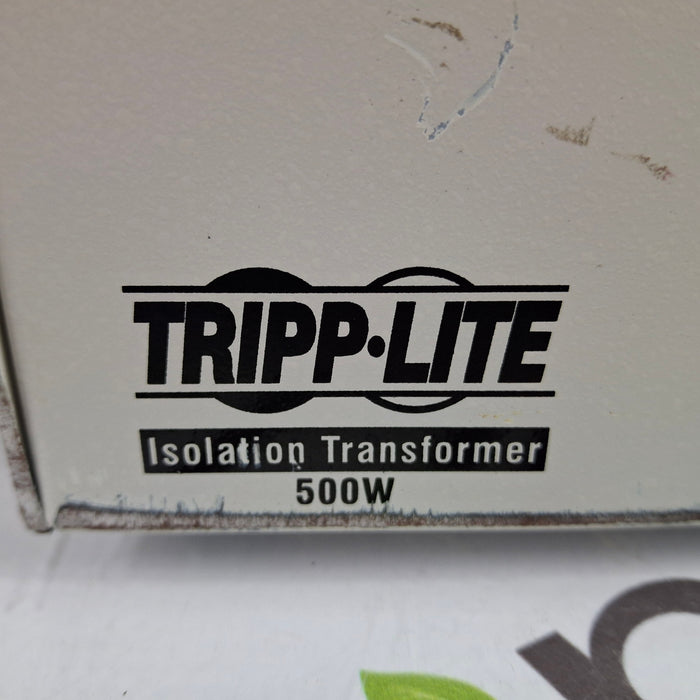 TRIPP·LITE
Isolation Transformer
500W